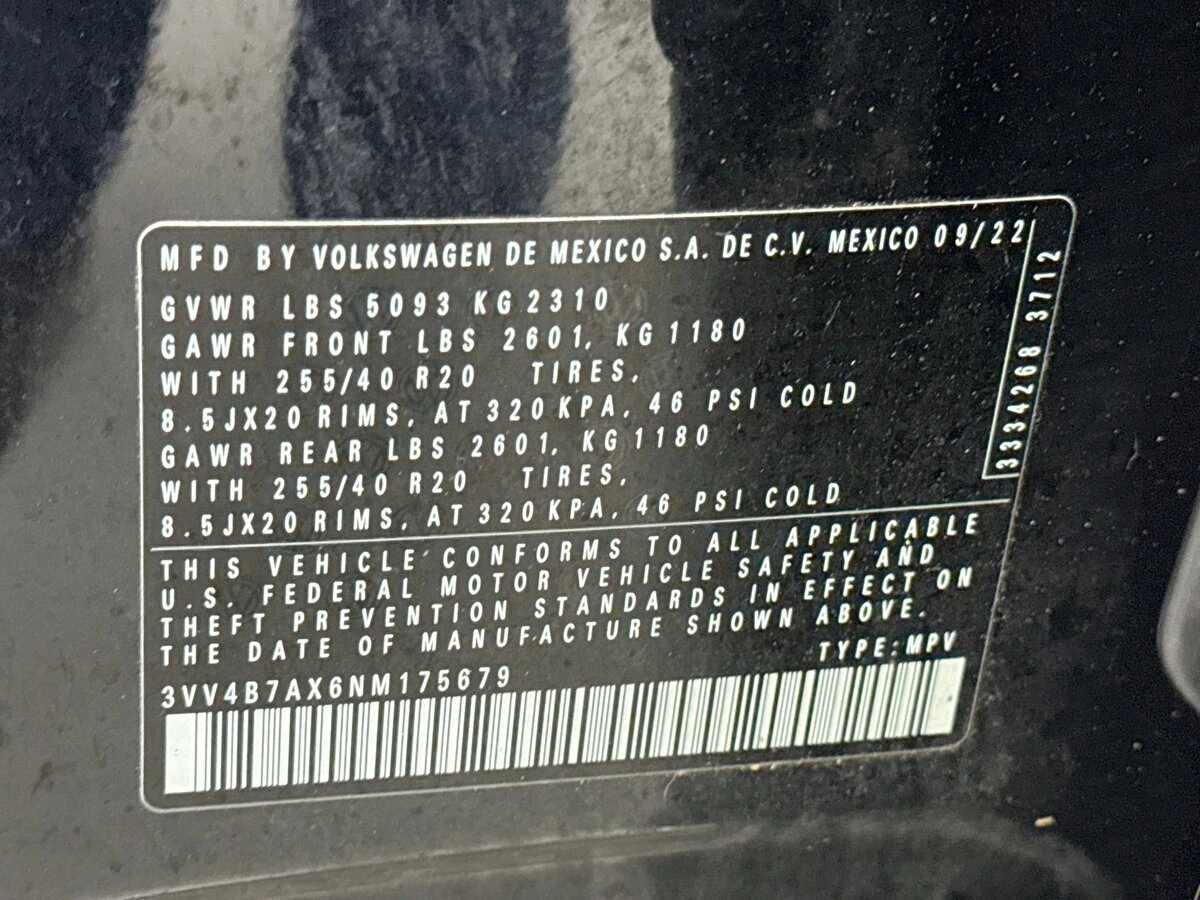 MFD BY VOLKSWAGEN DE MEXICO S.A. DE C.V. MEXICO 09/22
GVWR LBS 5093 KG 2310
GAWR FRONT LBS 2601, KG 1180
WITH 255/40 R20 TIRES,
8.5JX20 RIMS, AT 320 KPA, 46 PSI COLD
GAWR REAR LBS 2601, KG 1180
WITH 255/40 R20 TIRES,
8.5JX20 RIMS, AT 320 KPA, 46 PSI COLD
3334268 3712
THIS VEHICLE CONFORMS TO ALL APPLICABLE
U.S. FEDERAL MOTOR VEHICLE SAFETY AND
THEFT PREVENTION STANDARDS IN EFFECT ON
THE DATE OF MANUFACTURE SHOWN ABOVE.
TYPE:MPV
3VV4B7AX6NM175679